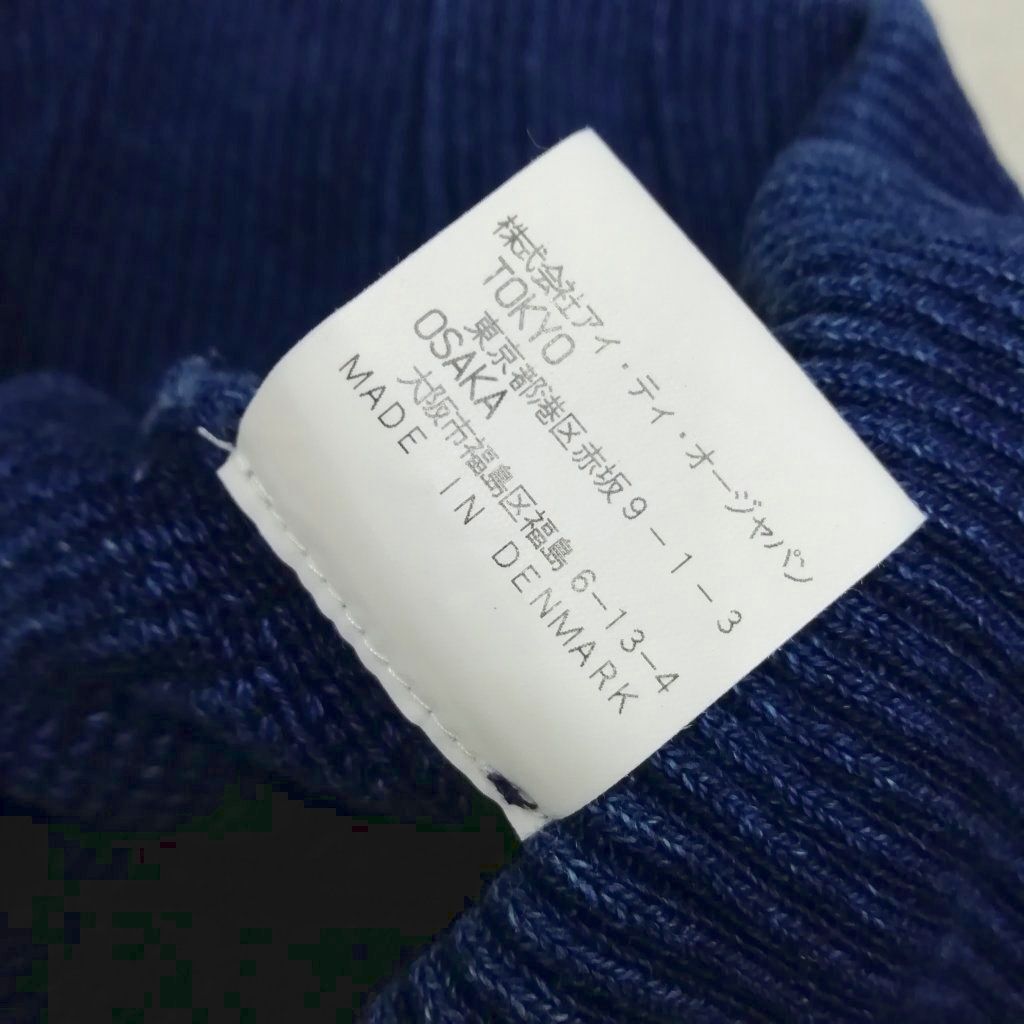 株式会社アイ・ティ・オージャパン
TOKYO
東京都港区赤坂9-1-3
OSAKA
大阪市福島区福島6-13-4
MADE IN DENMARK